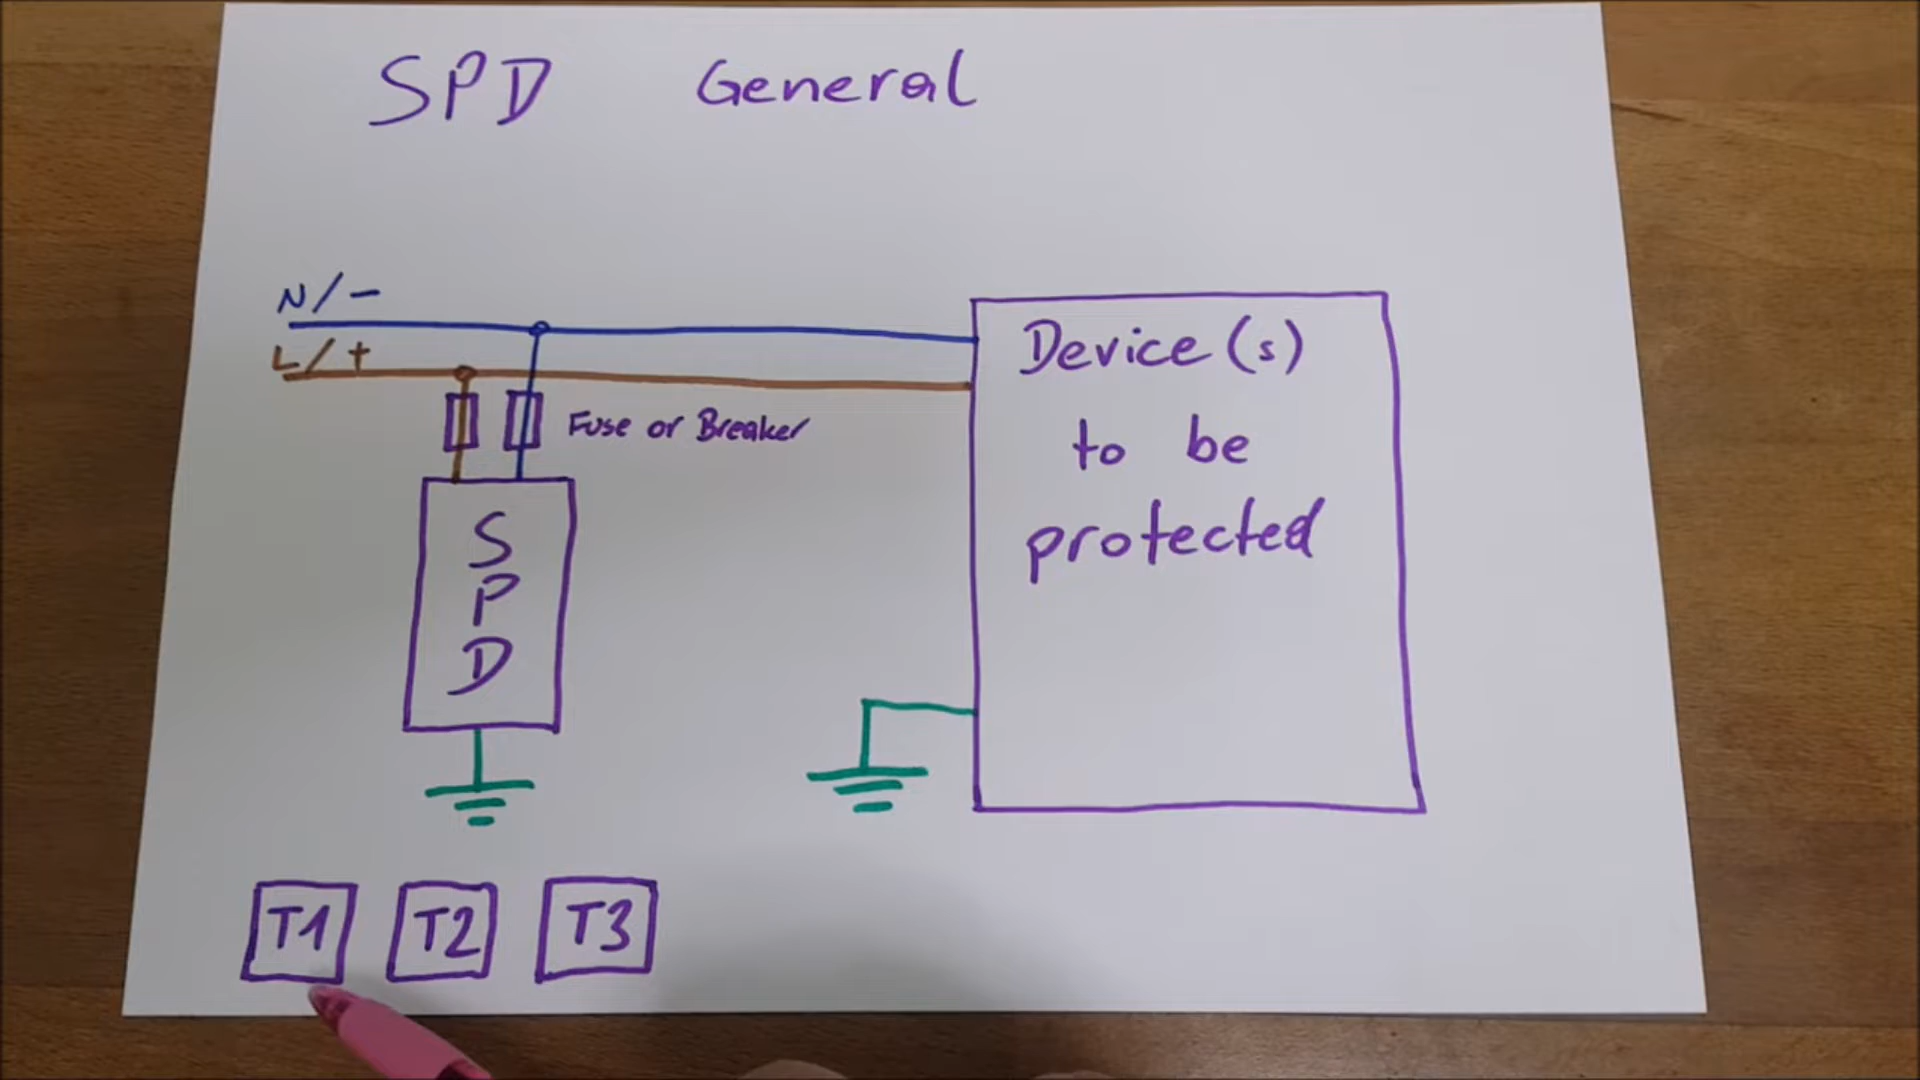 SPD General
N/-
L/+
Fuse or Breaker
Device(s)
to be
protected
S
P
D
T1 T2 T3